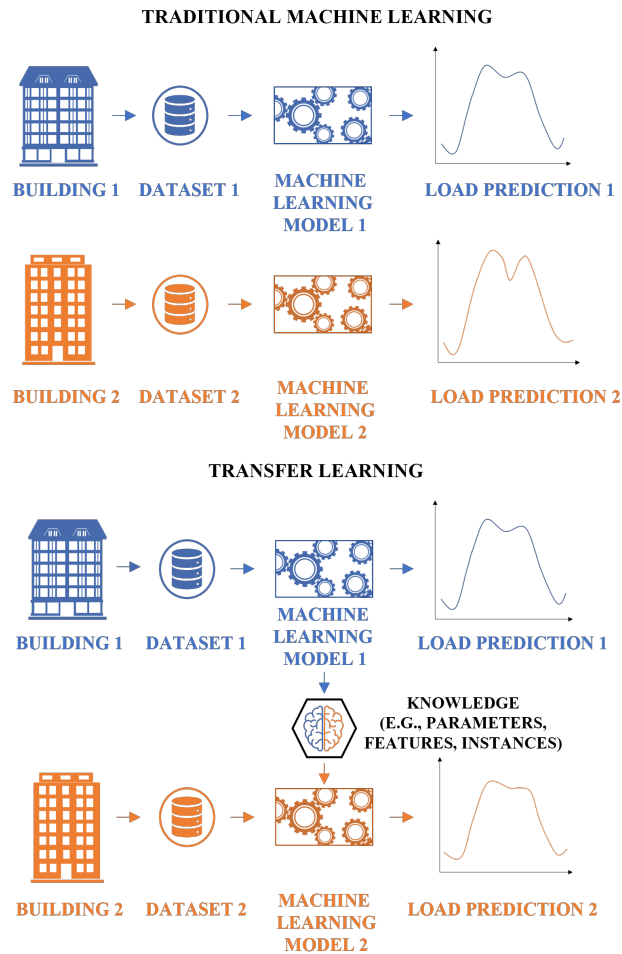 TRADITIONAL MACHINE LEARNING
BUILDING 1
DATASET 1
MACHINE
LEARNING
MODEL 1
LOAD PREDICTION 1
BUILDING 2
DATASET 2
MACHINE
LEARNING
MODEL 2
LOAD PREDICTION 2
TRANSFER LEARNING
BUILDING 1
DATASET 1
MACHINE
LEARNING
MODEL 1
LOAD PREDICTION 1
KNOWLEDGE
(E.G., PARAMETERS,
FEATURES, INSTANCES)
BUILDING 2
DATASET 2
MACHINE
LEARNING
MODEL 2
LOAD PREDICTION 2